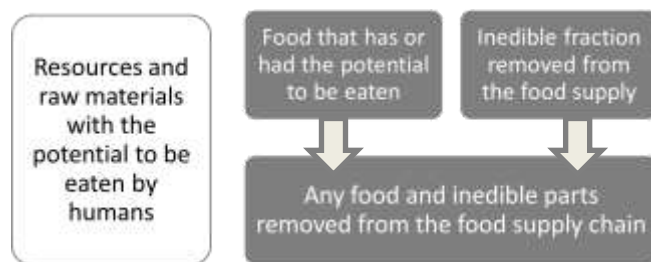 Resources and
raw materials
with the
potential to be
eaten by
humans
Food that has or
had the potential
to be eaten
Inedible fraction
removed from
the food supply
Any food and inedible parts
removed from the food supply chain